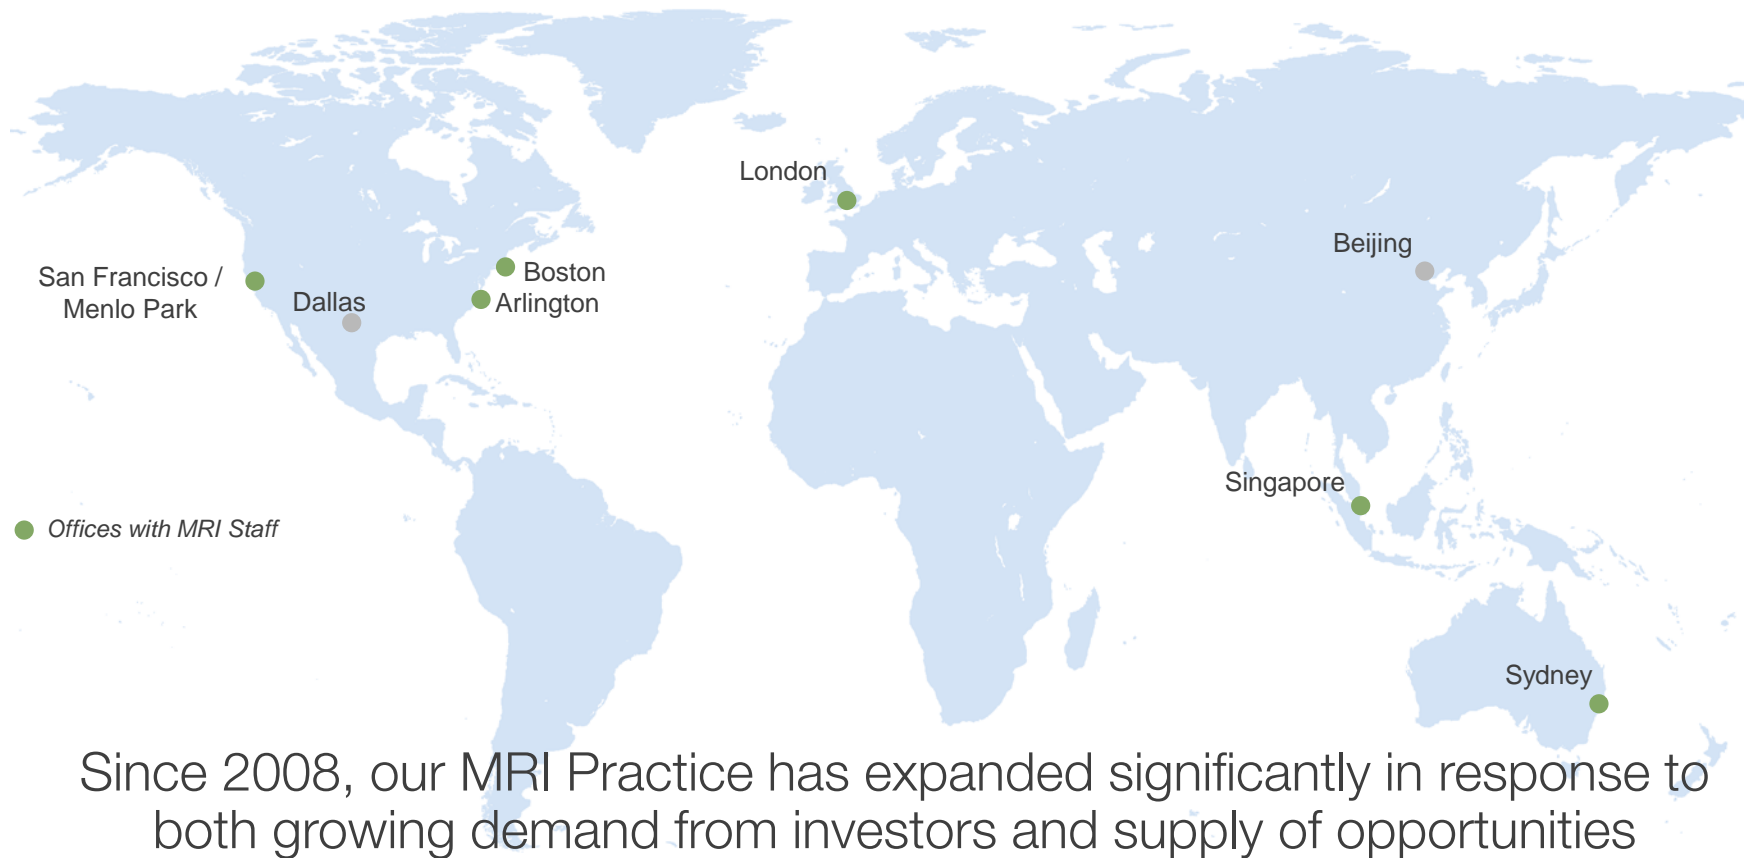 London
Beijing
San Francisco /
Menlo Park
Dallas
Boston
Arlington
Singapore
Offices with MRI Staff
Sydney
Since 2008, our MRI Practice has expanded significantly in response to
both growing demand from investors and supply of opportunities